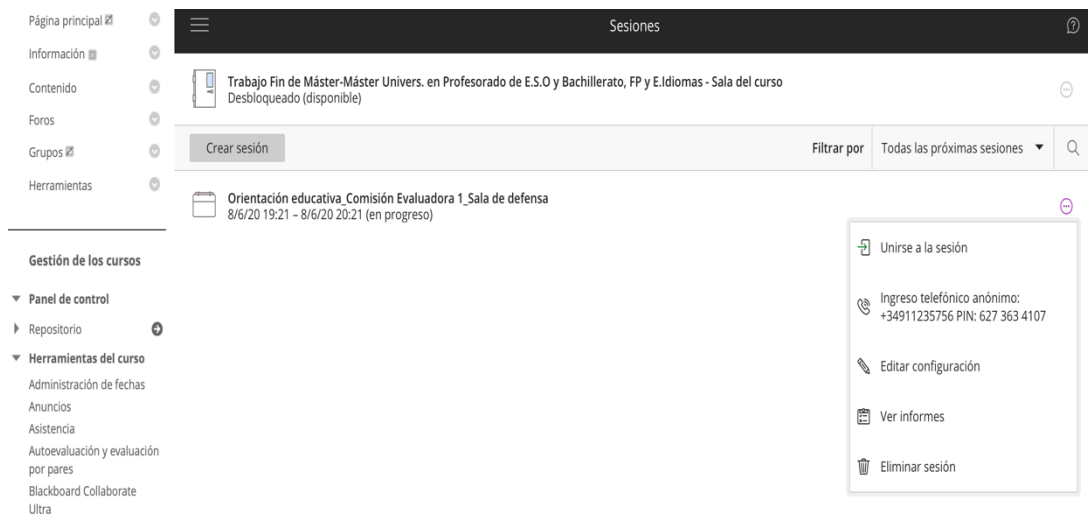 Página principal
Información
Contenido
Foros
Grupos
Herramientas
Gestión de los cursos
Panel de control
Repositorio
Herramientas del curso
Administración de fechas
Anuncios
Asistencia
Autoevaluación y evaluación
por pares
Blackboard Collaborate
Ultra
Sesiones
Trabajo Fin de Máster-Máster Univers. en Profesorado de E.S.O y Bachillerato, FP y E.Idiomas - Sala del curso
Desbloqueado (disponible)
Crear sesión
Filtrar por
Todas las próximas sesiones
Orientación educativa_Comisión Evaluadora 1_Sala de defensa
8/6/20 19:21 – 8/6/20 20:21 (en progreso)
Unirse a la sesión
Ingreso telefónico anónimo:
+34911235756 PIN: 627 363 4107
Editar configuración
Ver informes
Eliminar sesión